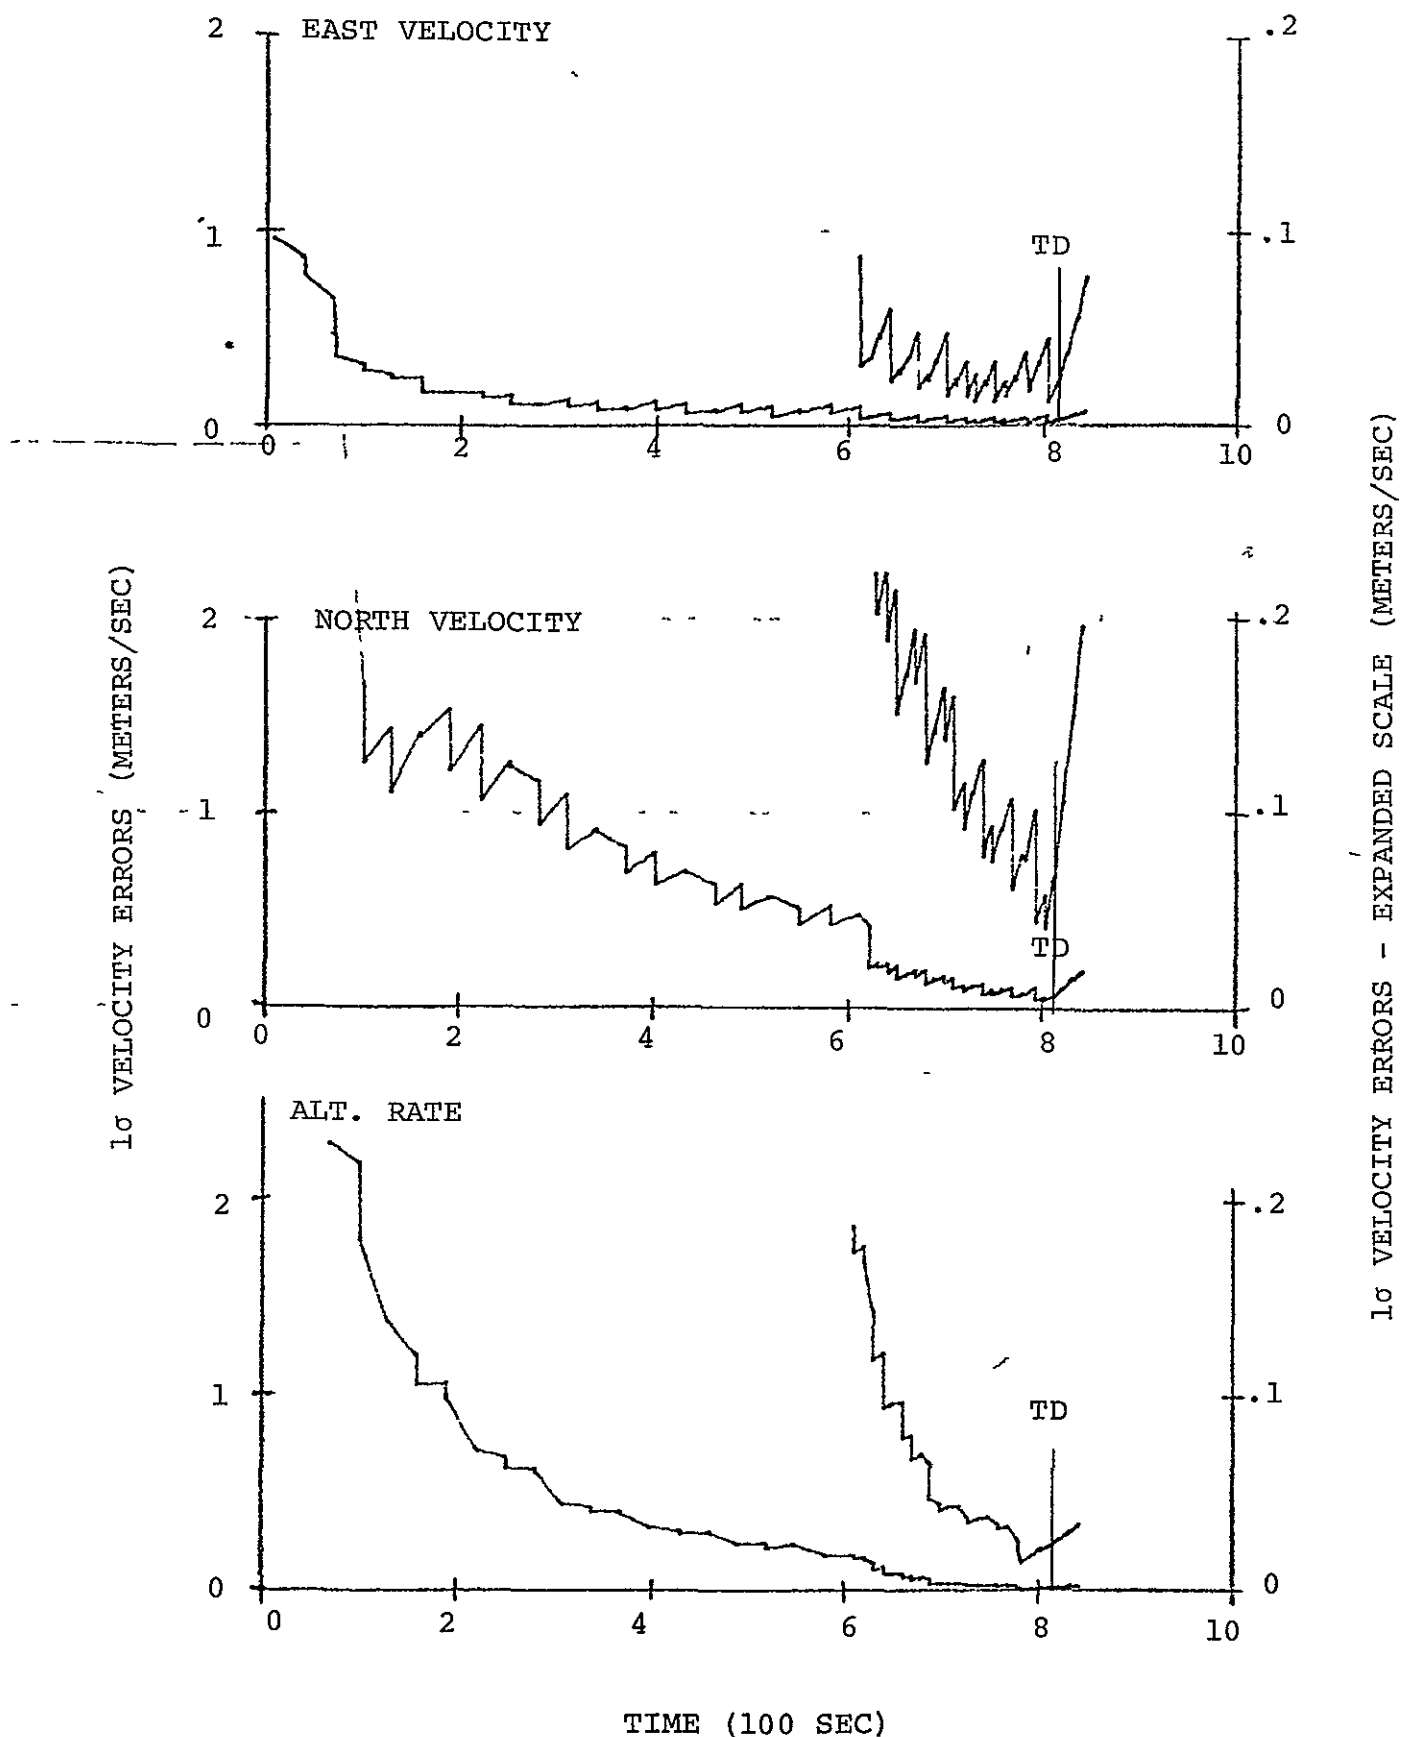 EAST VELOCITY
2
1
0
.2
.1
0
TD
0 2 4 6 8 10
NORTH VELOCITY
2
1
0
.2
.1
0
TD
0 2 4 6 8 10
ALT. RATE
2
1
0
.2
.1
0
TD
0 2 4 6 8 10
TIME (100 SEC)
1σ VELOCITY ERRORS (METERS/SEC)
1σ VELOCITY ERRORS - EXPANDED SCALE (METERS/SEC)